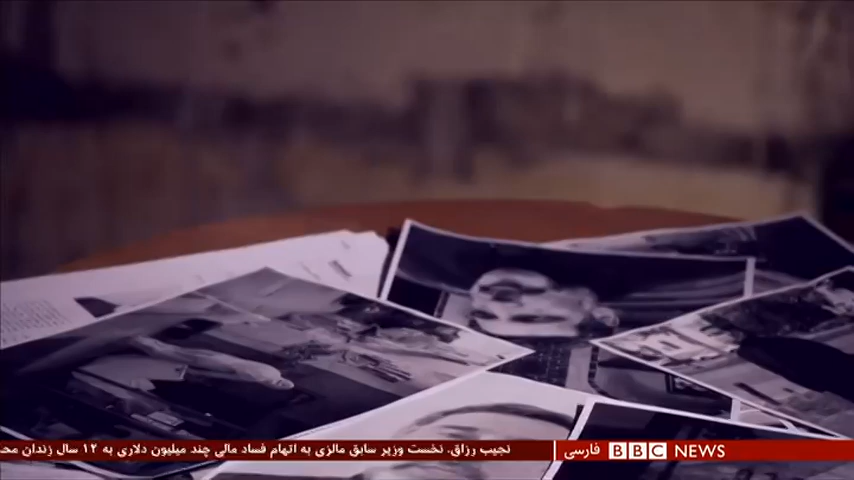 نجیب رزاق، نخست وزیر سابق مالزی به اتهام فساد مالی چند میلیون دلاری به ۱۲ سال زندان
BBC NEWS فارسی